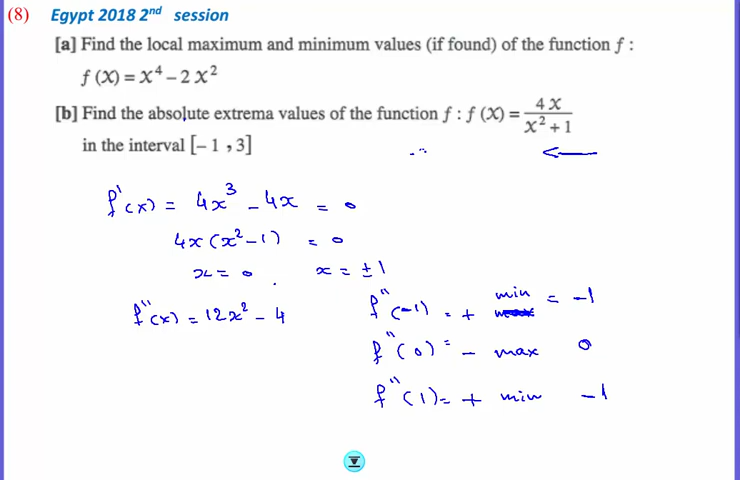 (8) Egypt 2018 2nd session
[a] Find the local maximum and minimum values (if found) of the function f :
f (X) = X⁴ – 2 X²
[b] Find the absolute extrema values of the function f : f (X) = 4 X / X² + 1
in the interval [– 1 , 3]
f'(x) = 4x³ - 4x = 0
4x(x² - 1) = 0
x = 0 x = ± 1
f''(x) = 12x² - 4
f''(-1) = + min = -1
f''(0) = - max 0
f''(1) = + min -1